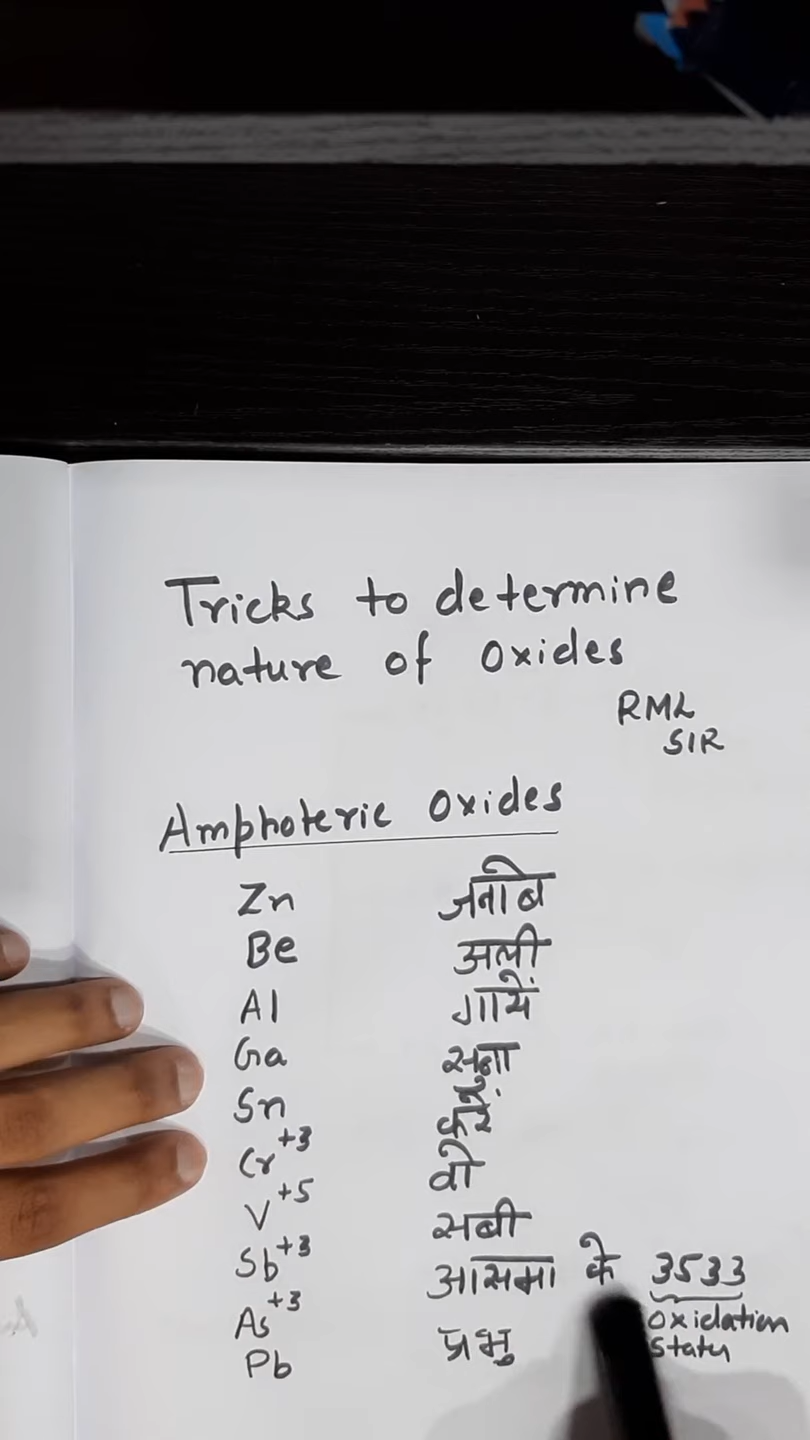 Tricks to determine
nature of oxides
RML
SIR
Amphoteric oxides
Zn जनाब
Be अली
Al गायें
Ga सुना
Sn करें
Cr+3 वो
V+5 सबी
Sb+3 आसमा के 3533
As+3 oxidation
Pb प्रभु state